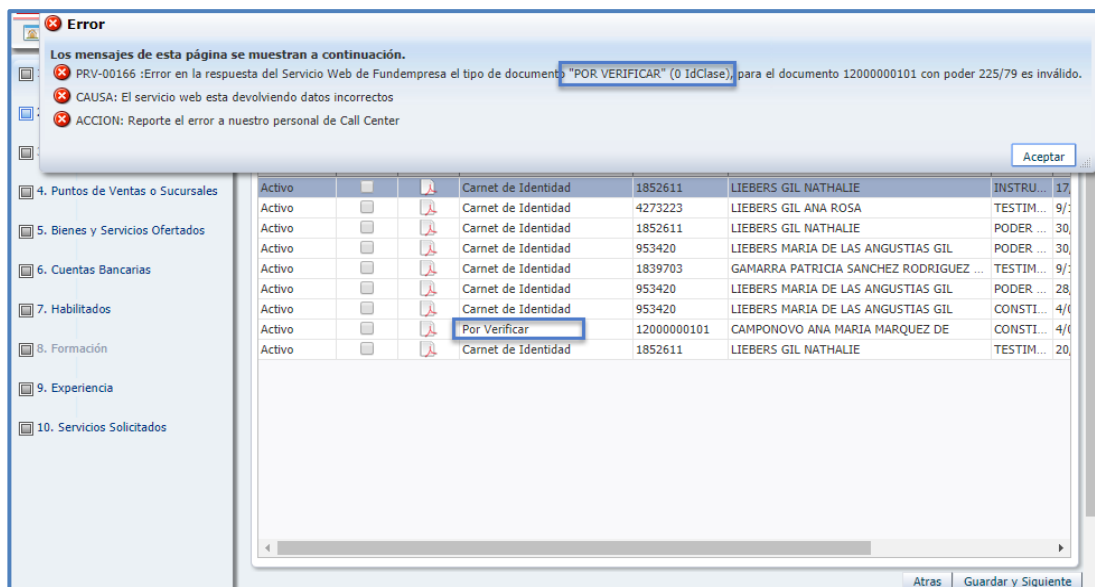 Error
Los mensajes de esta página se muestran a continuación.
PRV-00166 :Error en la respuesta del Servicio Web de Fundempresa el tipo de documento "POR VERIFICAR" (0 IdClase), para el documento 12000000101 con poder 225/79 es inválido.
CAUSA: El servicio web esta devolviendo datos incorrectos
ACCION: Reporte el error a nuestro personal de Call Center
Aceptar
4. Puntos de Ventas o Sucursales
5. Bienes y Servicios Ofertados
6. Cuentas Bancarias
7. Habilitados
8. Formación
9. Experiencia
10. Servicios Solicitados
Activo Carnet de Identidad 1852611 LIEBERS GIL NATHALIE INSTRU... 17,
Activo Carnet de Identidad 4273223 LIEBERS GIL ANA ROSA TESTIM... 9/
Activo Carnet de Identidad 1852611 LIEBERS GIL NATHALIE PODER ... 30,
Activo Carnet de Identidad 953420 LIEBERS MARIA DE LAS ANGUSTIAS GIL PODER ... 30,
Activo Carnet de Identidad 1839703 GAMARRA PATRICIA SANCHEZ RODRIGUEZ ... TESTIM... 9/
Activo Carnet de Identidad 953420 LIEBERS MARIA DE LAS ANGUSTIAS GIL PODER ... 28,
Activo Carnet de Identidad 953420 LIEBERS MARIA DE LAS ANGUSTIAS GIL CONSTI... 4/
Activo Por Verificar 12000000101 CAMPONOVO ANA MARIA MARQUEZ DE CONSTI... 4/
Activo Carnet de Identidad 1852611 LIEBERS GIL NATHALIE TESTIM... 20,
Atras Guardar y Siguiente